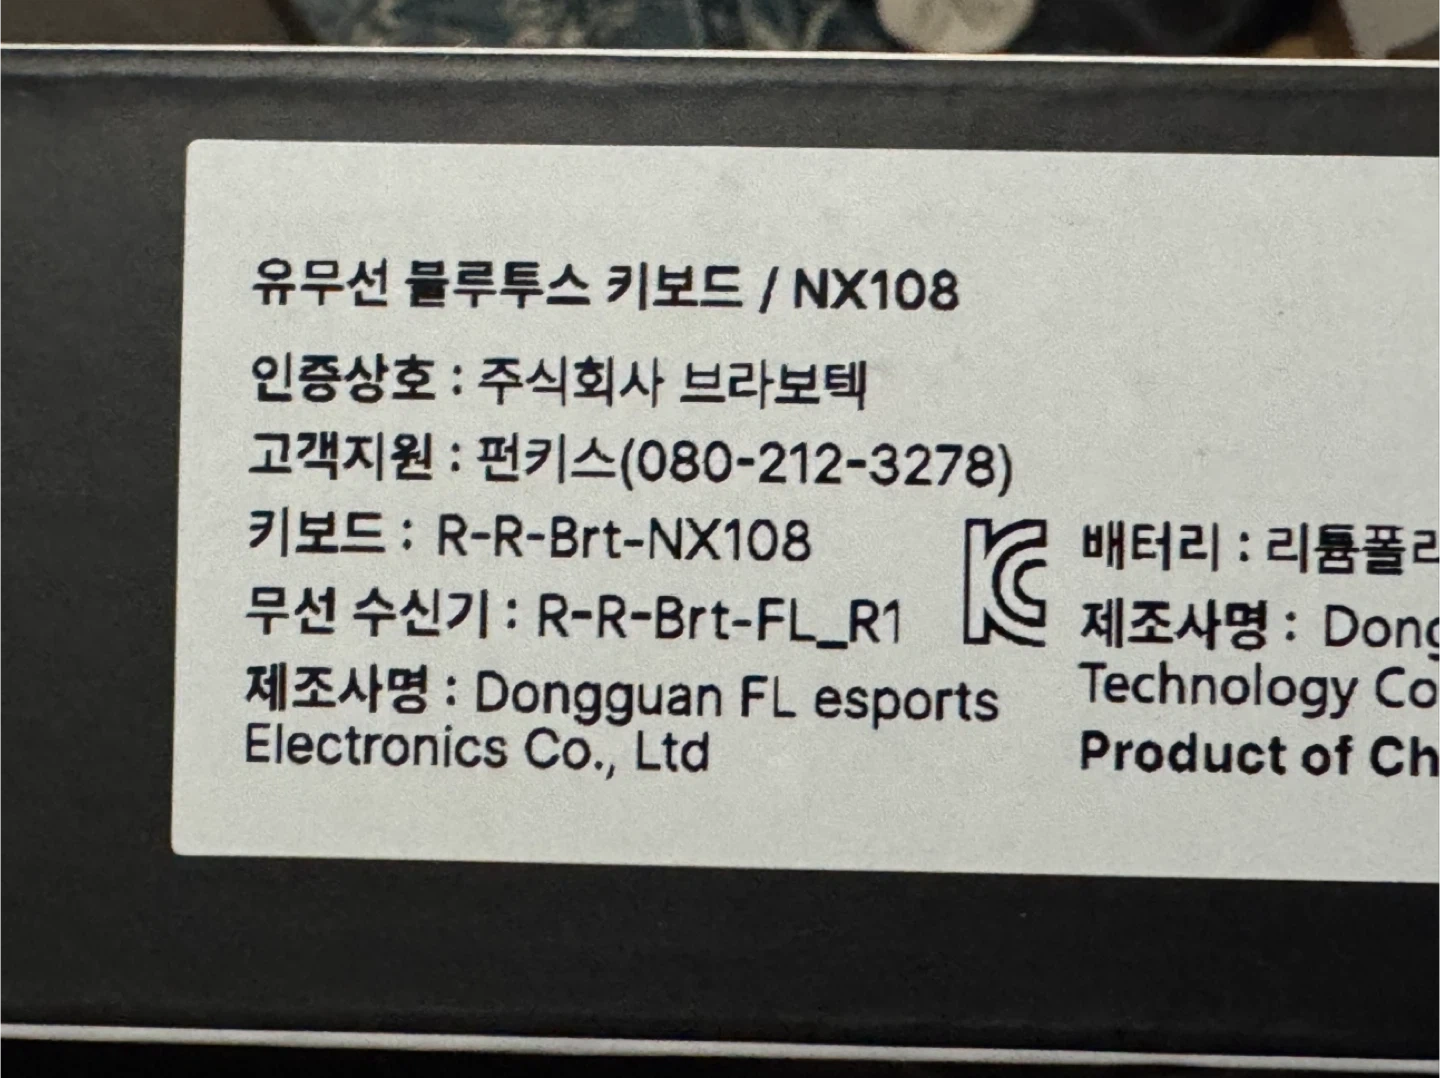 유무선 블루투스 키보드 / NX108
인증상호 : 주식회사 브라보텍
고객지원 : 펀키스(080-212-3278)
키보드 : R-R-Brt-NX108
무선 수신기 : R-R-Brt-FL_R1
제조사명 : Dongguan FL esports
Electronics Co., Ltd
배터리 :
제조사명 :
Technology
Product of